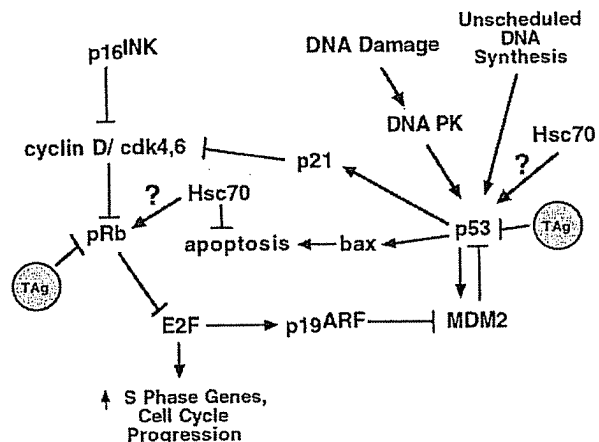 Unscheduled
DNA
Synthesis
DNA Damage
p16INK
DNA PK
Hsc70
?
cyclin D/ cdk4,6
p21
?
Hsc70
pRb
p53
TAg
apoptosis
bax
TAg
E2F
p19ARF
MDM2
S Phase Genes,
Cell Cycle
Progression